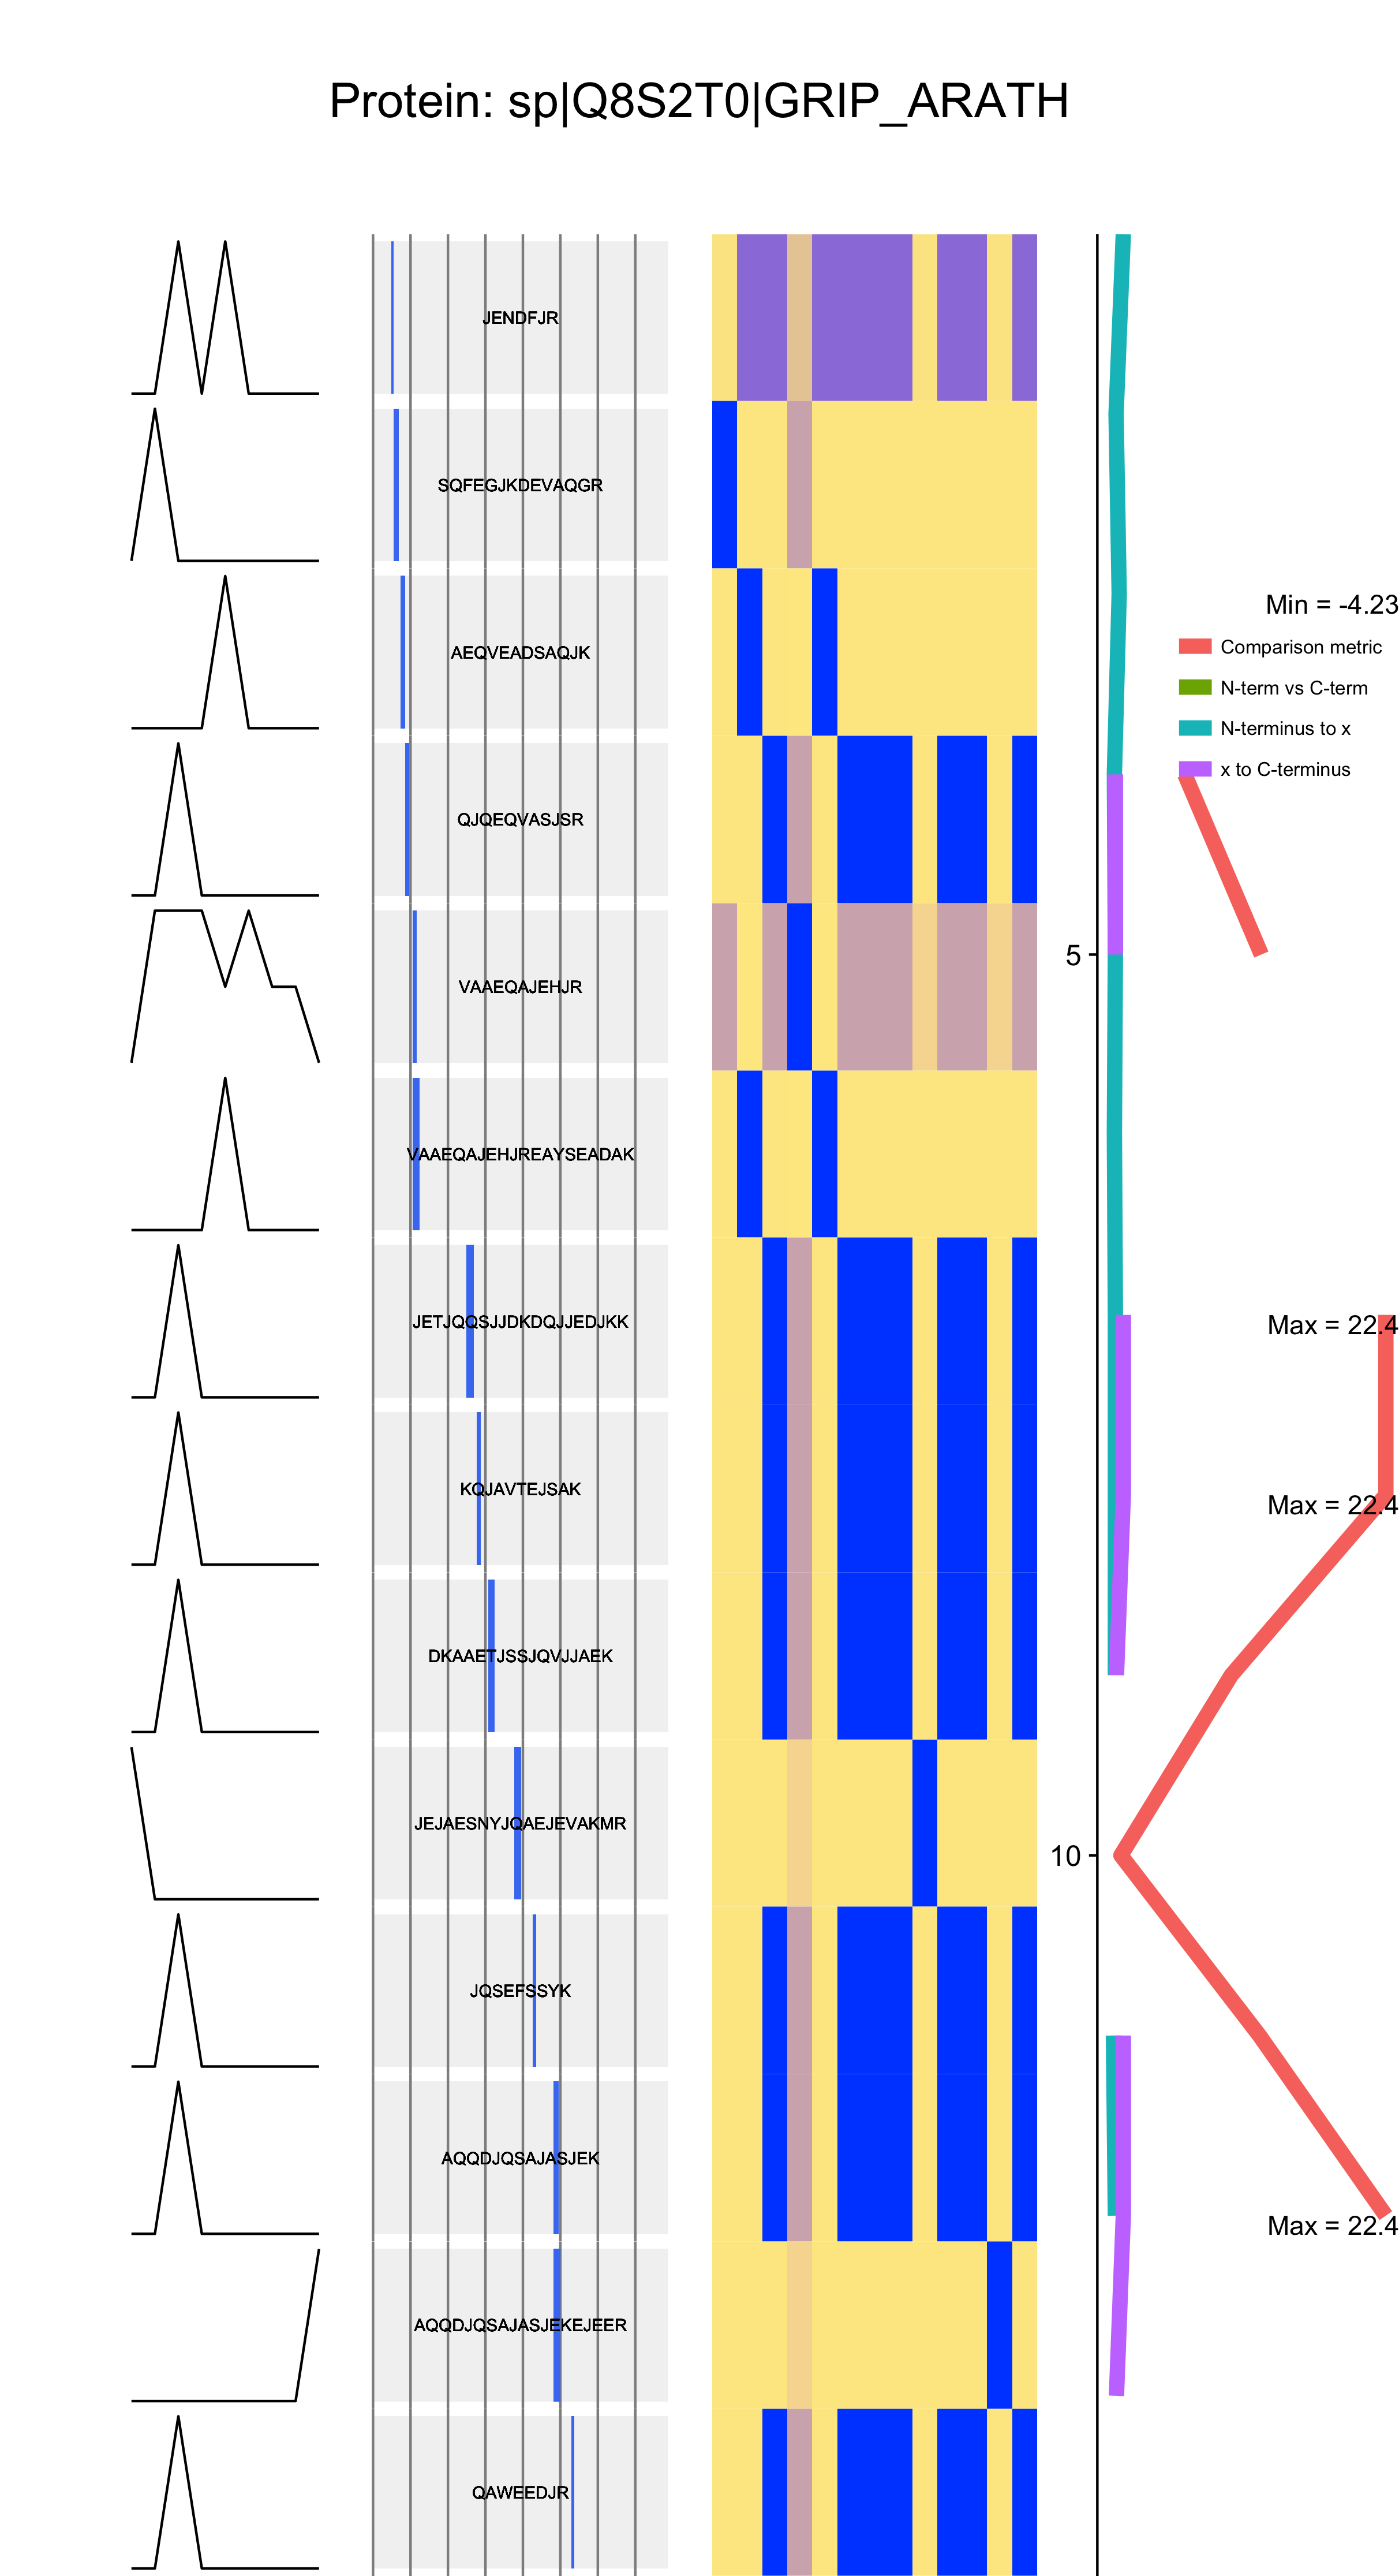 Protein: sp|Q8S2T0|GRIP_ARATH
JENDFJR
SQFEGJKDEVAQGR
AEQVEADSAQJK
Min = -4.23
Comparison metric
N-term vs C-term
N-terminus to x
x to C-terminus
QJQEQVASJSR
5
VAAEQAJEHJR
VAAEQAJEHJREAYSEADAK
JETJQQSJJDKDQJJEDJKK
Max = 22.4
KQJAVTEJSAK
Max = 22.4
DKAAETJSSJQVJJAEK
JEJAESNYJQAEJEVAKMR
10
JQSEFSSYK
AQQDJQSAJASJEK
Max = 22.4
AQQDJQSAJASJEKEJEER
QAWEEDJR